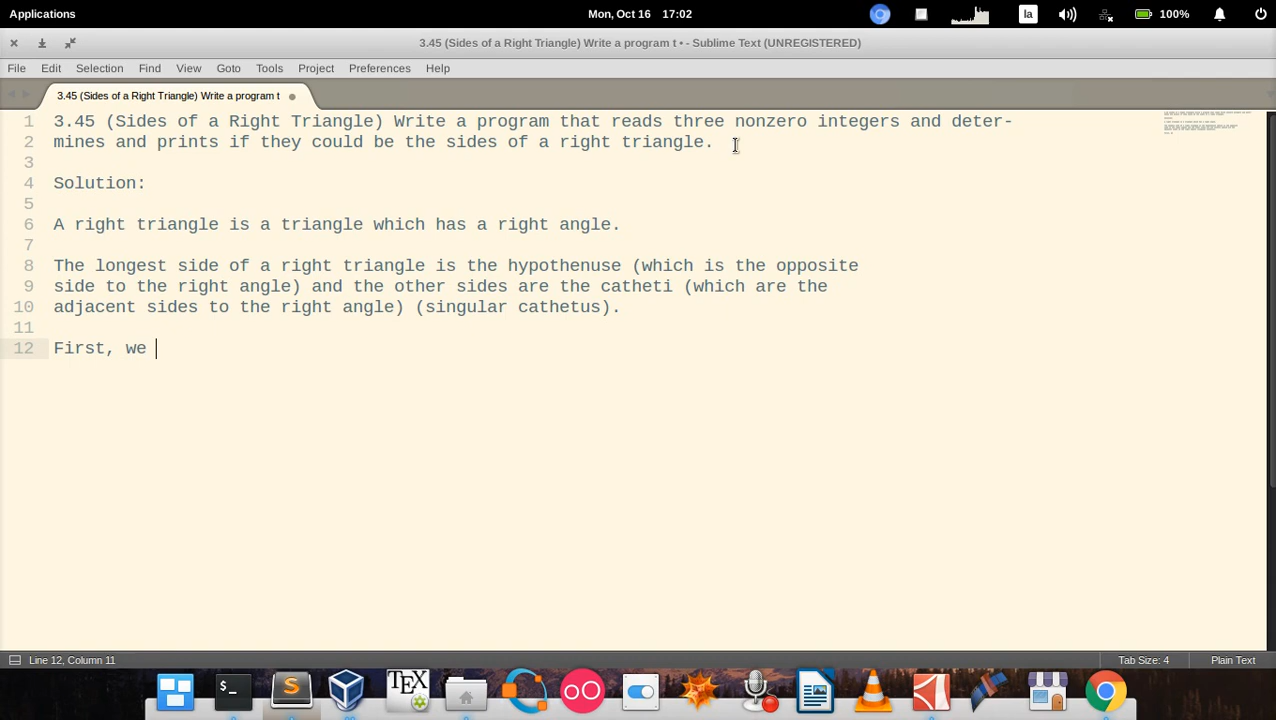 Applications
Mon, Oct 16 17:02
la
100%
3.45 (Sides of a Right Triangle) Write a program t • - Sublime Text (UNREGISTERED)
File Edit Selection Find View Goto Tools Project Preferences Help
3.45 (Sides of a Right Triangle) Write a program t
1 3.45 (Sides of a Right Triangle) Write a program that reads three nonzero integers and deter-
2 mines and prints if they could be the sides of a right triangle.
3
4 Solution:
5
6 A right triangle is a triangle which has a right angle.
7
8 The longest side of a right triangle is the hypothenuse (which is the opposite
9 side to the right angle) and the other sides are the catheti (which are the
10 adjacent sides to the right angle) (singular cathetus).
11
12 First, we
Line 12, Column 11
Tab Size: 4
Plain Text
>_
S
TEX